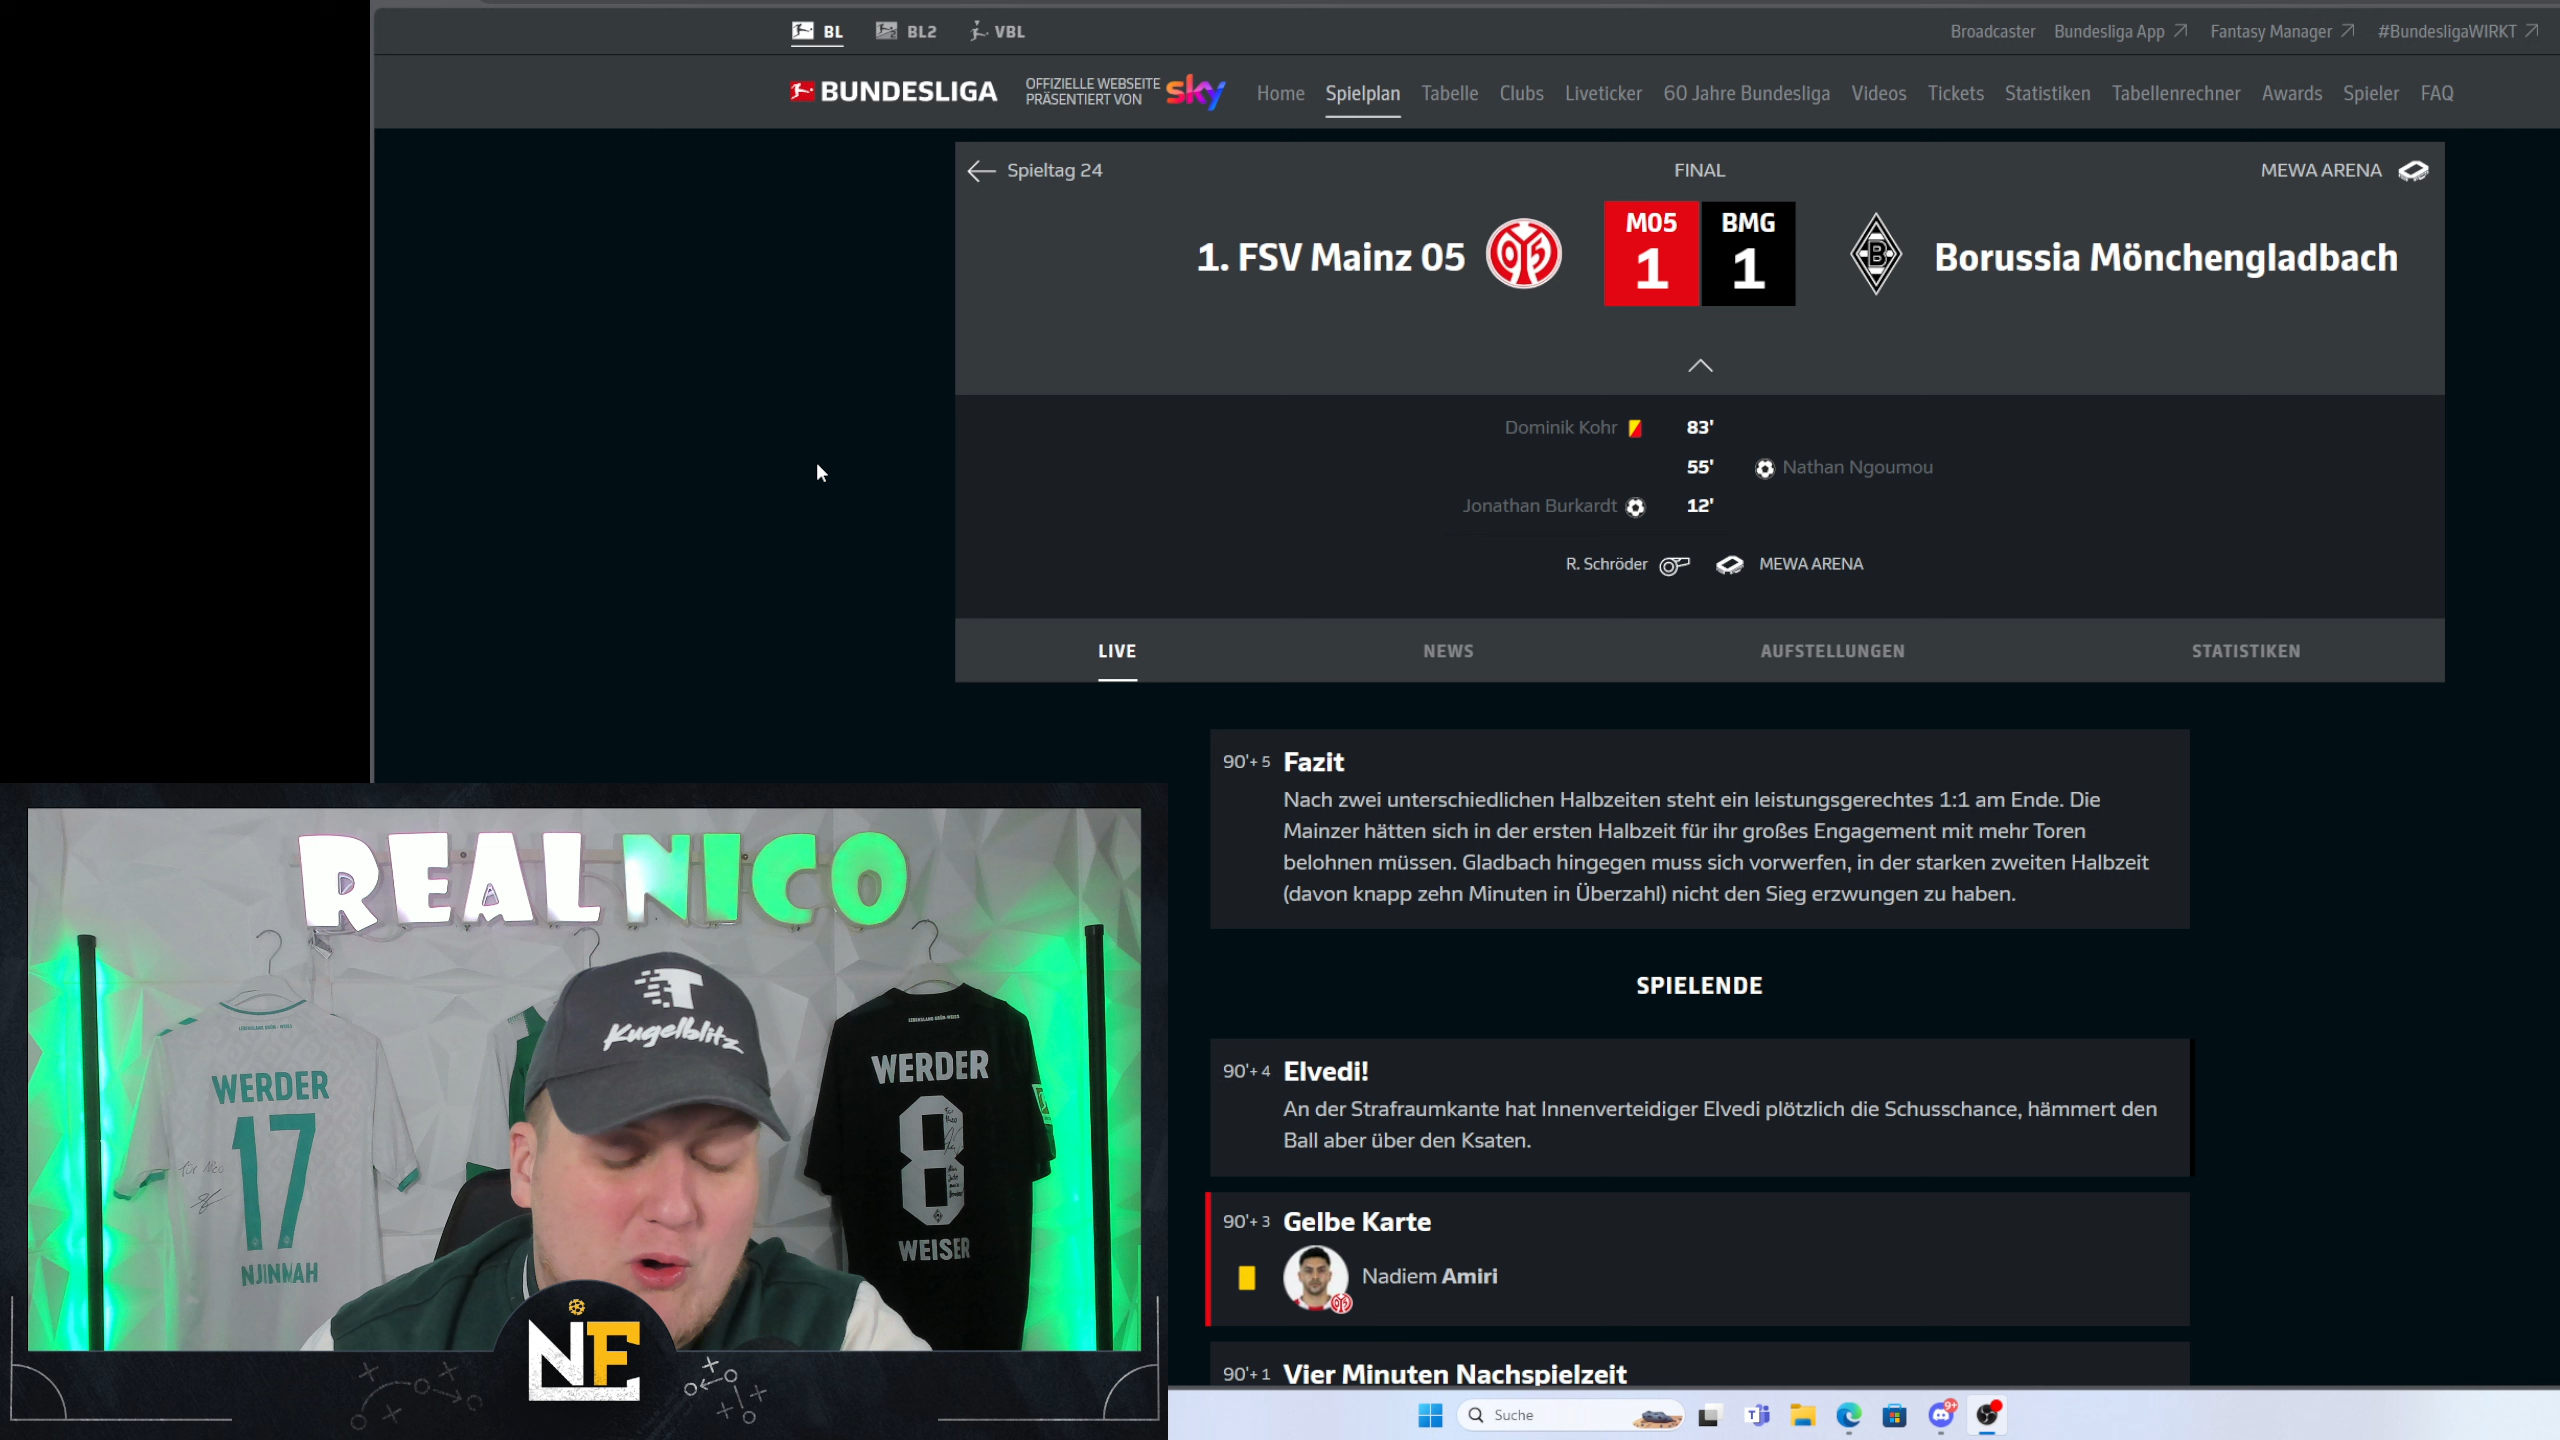 BL BL2 VBL
Broadcaster Bundesliga App Fantasy Manager #BundesligaWIRKT
BUNDESLIGA
OFFIZIELLE WEBSEITE
PRÄSENTIERT VON
sky
Home Spielplan Tabelle Clubs Liveticker 60 Jahre Bundesliga Videos Tickets Statistiken Tabellenrechner Awards Spieler FAQ
Spieltag 24
FINAL
MEWA ARENA
1. FSV Mainz 05
M05
1
BMG
1
Borussia Mönchengladbach
Dominik Kohr 83'
55' Nathan Ngoumou
Jonathan Burkardt 12'
R. Schröder MEWA ARENA
LIVE NEWS AUFSTELLUNGEN STATISTIKEN
90'+ 5 Fazit
Nach zwei unterschiedlichen Halbzeiten steht ein leistungsgerechtes 1:1 am Ende. Die
Mainzer hätten sich in der ersten Halbzeit für ihr großes Engagement mit mehr Toren
belohnen müssen. Gladbach hingegen muss sich vorwerfen, in der starken zweiten Halbzeit
(davon knapp zehn Minuten in Überzahl) nicht den Sieg erzwungen zu haben.
SPIELENDE
90'+ 4 Elvedi!
An der Strafraumkante hat Innenverteidiger Elvedi plötzlich die Schusschance, hämmert den
Ball aber über den Ksaten.
90'+ 3 Gelbe Karte
Nadiem Amiri
90'+ 1 Vier Minuten Nachspielzeit
REALNICO
T
Kugelblitz
WERDER
17
NJINMAH
für Nico
WERDER
8
WEISER
NF
Suche
9+